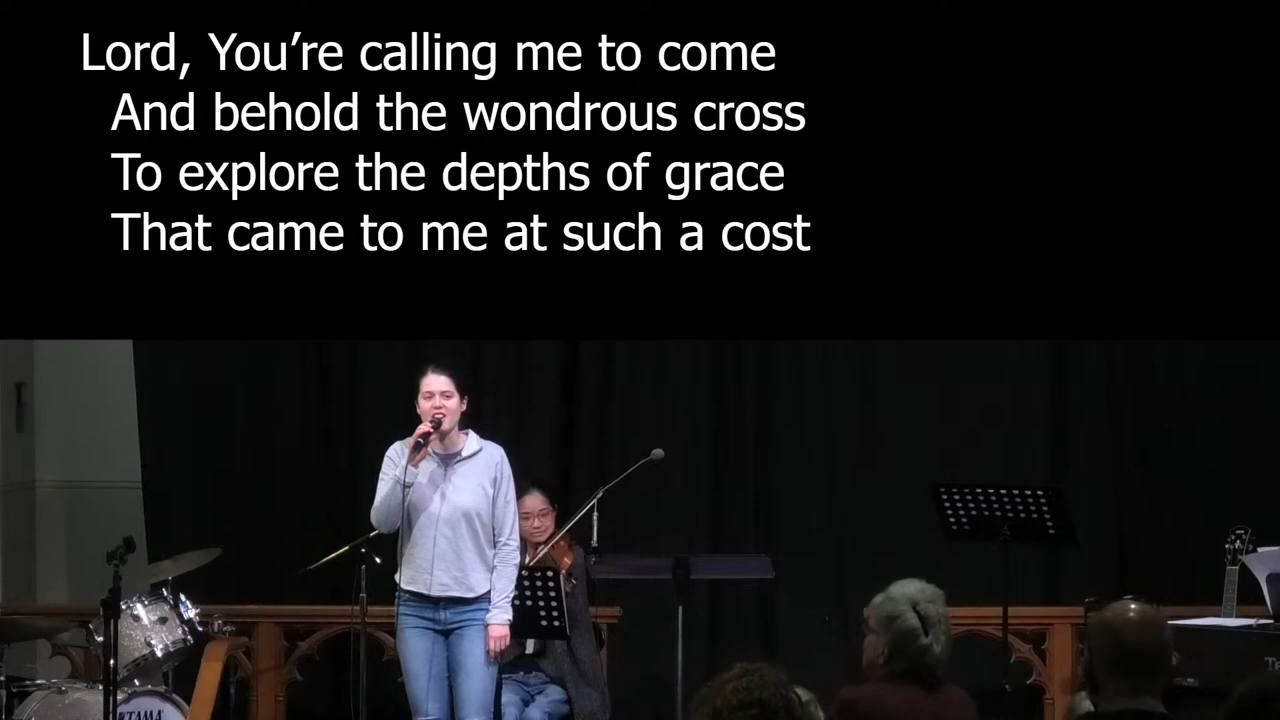 Lord, You’re calling me to come
And behold the wondrous cross
To explore the depths of grace
That came to me at such a cost
TAMA